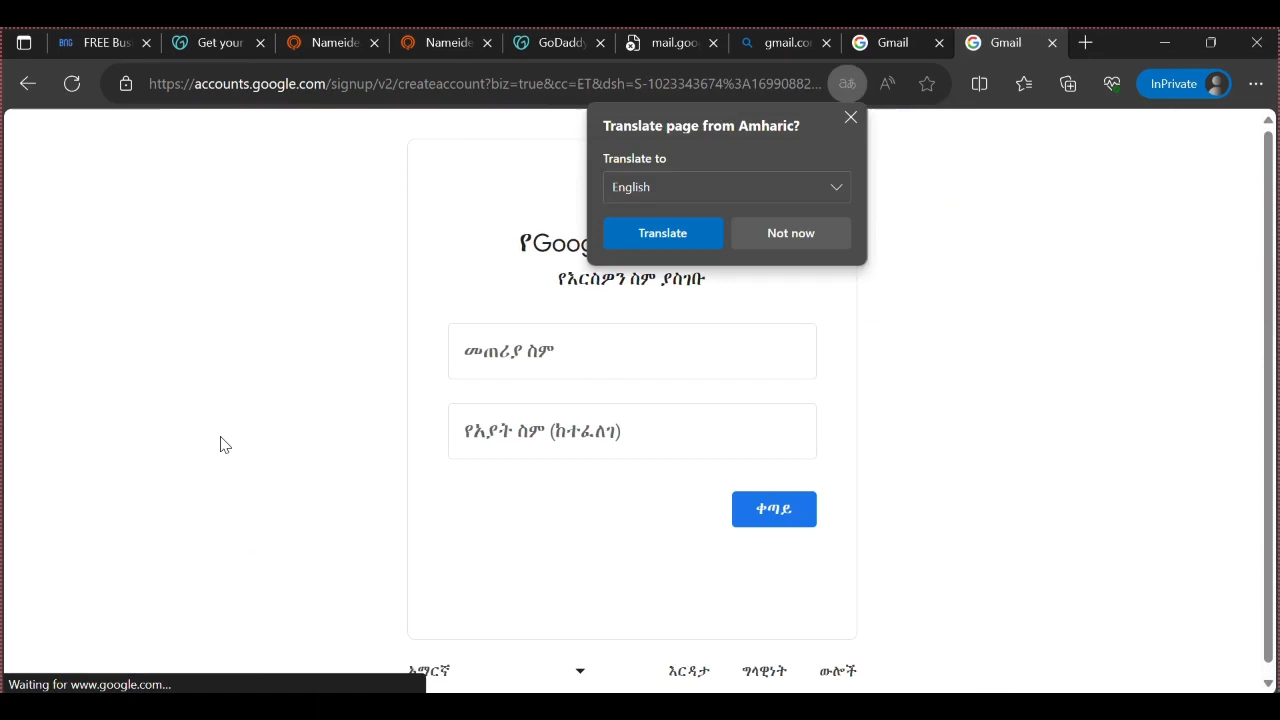 FREE Bus
Get your
Nameide
Nameide
GoDaddy
mail.goo
gmail.co
Gmail
Gmail
https://accounts.google.com/signup/v2/createaccount?biz=true&cc=ET&dsh=S-1023343674%3A16990882...
InPrivate
Translate page from Amharic?
Translate to
English
Translate
Not now
የGoog
የእርስዎን ስም ያስገቡ
መጠሪያ ስም
የአያት ስም (ከተፈለገ)
ቀጣይ
አማርኛ
እርዳታ ግላዊነት ውሎች
Waiting for www.google.com...